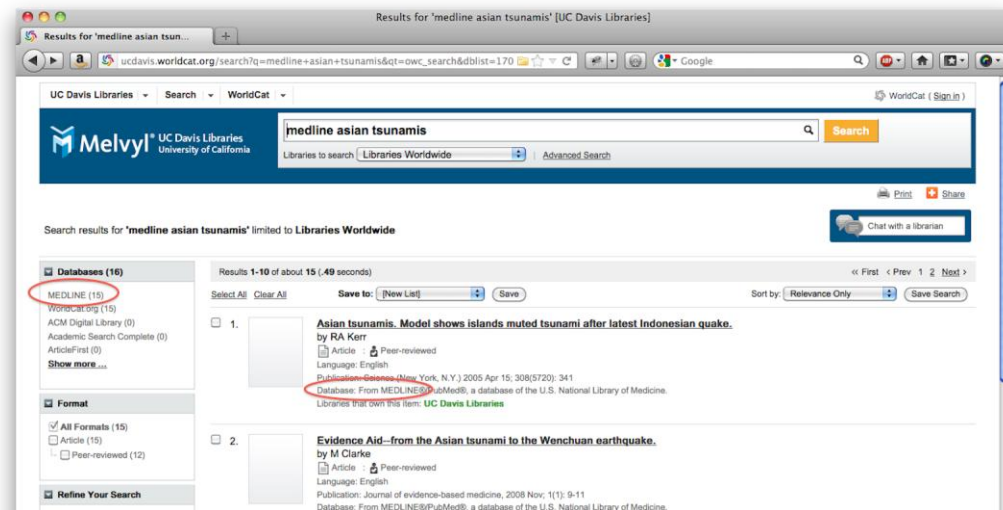 Results for 'medline asian tsunamis' [UC Davis Libraries]
Results for 'medline asian tsun...
ucdavis.worldcat.org/search?q=medline+asian+tsunamis&qt=owc_search&dblist=170
Google
UC Davis Libraries Search WorldCat
WorldCat ( Sign in )
Melvyl® UC Davis Libraries
University of California
medline asian tsunamis
Search
Libraries to search Libraries Worldwide | Advanced Search
Print Share
Search results for 'medline asian tsunamis' limited to Libraries Worldwide
Chat with a librarian
Databases (16)
MEDLINE (15)
WorldCat.org (15)
ACM Digital Library (0)
Academic Search Complete (0)
ArticleFirst (0)
Show more ...
Format
All Formats (15)
Article (15)
Peer-reviewed (12)
Refine Your Search
Results 1-10 of about 15 (.49 seconds)
« First < Prev 1 2 Next >
Select All Clear All Save to: [New List] Save
Sort by: Relevance Only Save Search
1. Asian tsunamis. Model shows islands muted tsunami after latest Indonesian quake.
by RA Kerr
Article : Peer-reviewed
Language: English
Publication: Science (New York, N.Y.) 2005 Apr 15; 308(5720): 341
Database: From MEDLINE®/PubMed®, a database of the U.S. National Library of Medicine.
Libraries that own this item: UC Davis Libraries
2. Evidence Aid--from the Asian tsunami to the Wenchuan earthquake.
by M Clarke
Article : Peer-reviewed
Language: English
Publication: Journal of evidence-based medicine, 2008 Nov; 1(1): 9-11
Database: From MEDLINE®/PubMed®, a database of the U.S. National Library of Medicine.